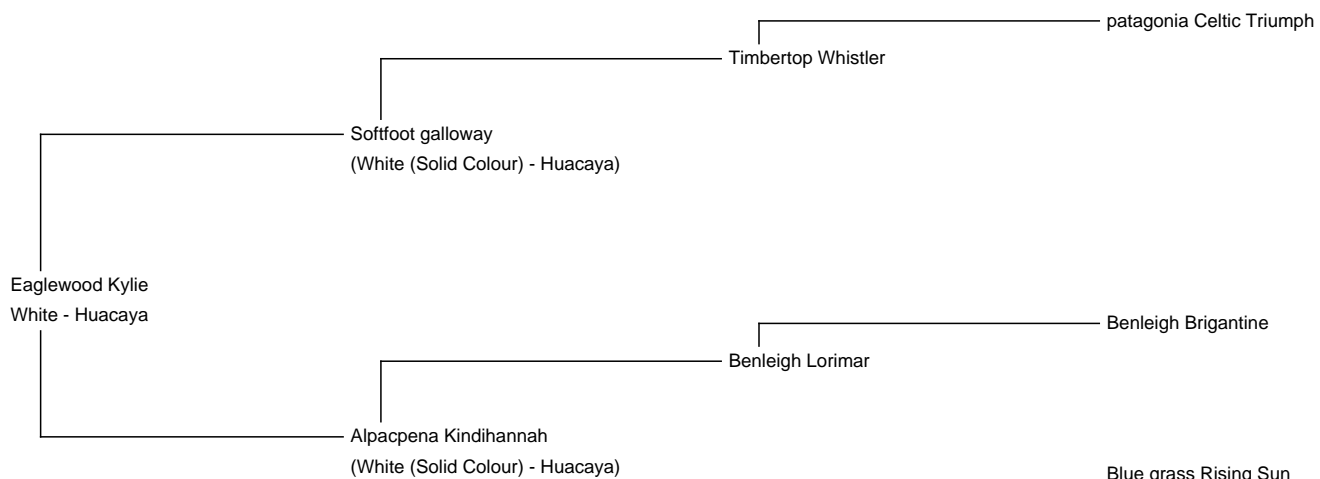 patagonia Celtic Triumph
Timbertop Whistler
Softfoot galloway
(White (Solid Colour) - Huacaya)
Eaglewood Kylie
White - Huacaya
Benleigh Brigantine
Benleigh Lorimar
Alpacpena Kindihannah
(White (Solid Colour) - Huacaya)
Blue grass Rising Sun